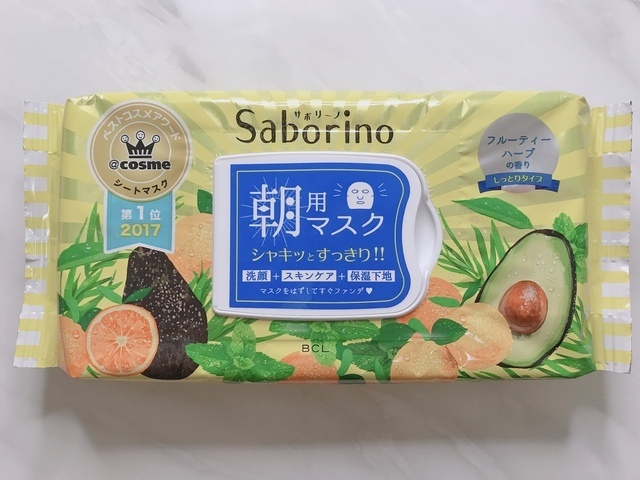 サボリーノ
Saborino
ベストコスメアワード
@cosme
シートマスク
第1位
2017
フルーティー
ハーブ
の香り
しっとりタイプ
朝用マスク
シャキッとすっきり!!
洗顔+スキンケア+保湿下地
マスクをはずしてすぐファンデ♥
BCL